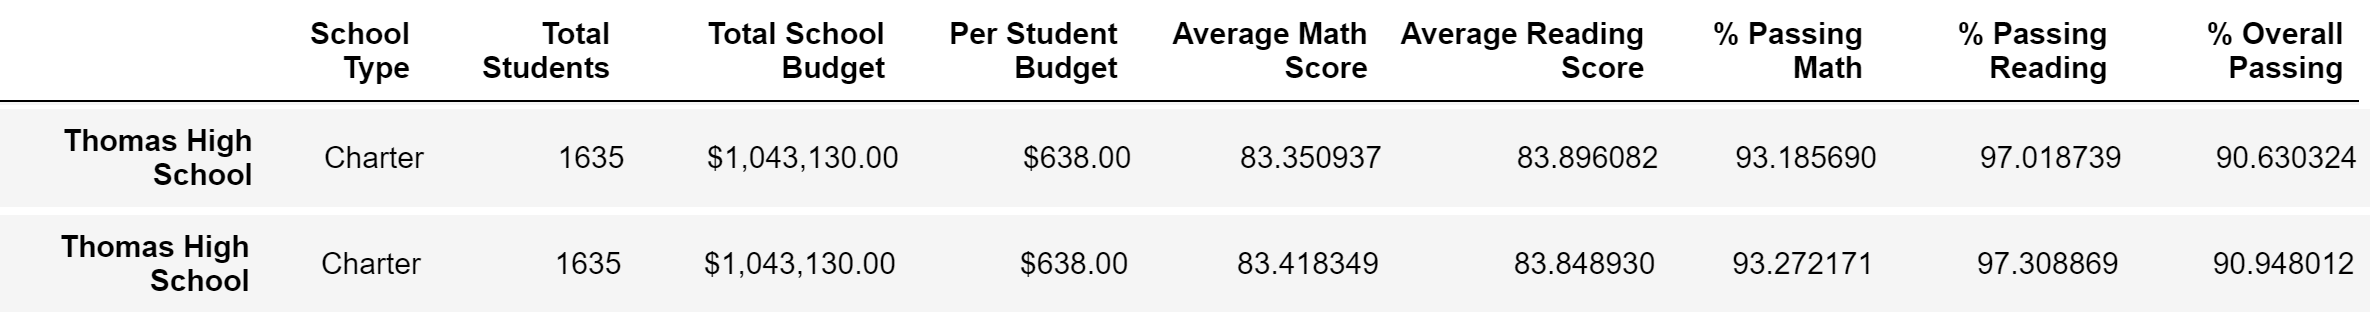 School Type Total Students Total School Budget Per Student Budget Average Math Score Average Reading Score % Passing Math % Passing Reading % Overall Passing
Thomas High School Charter 1635 $1,043,130.00 $638.00 83.350937 83.896082 93.185690 97.018739 90.630324
Thomas High School Charter 1635 $1,043,130.00 $638.00 83.418349 83.848930 93.272171 97.308869 90.948012